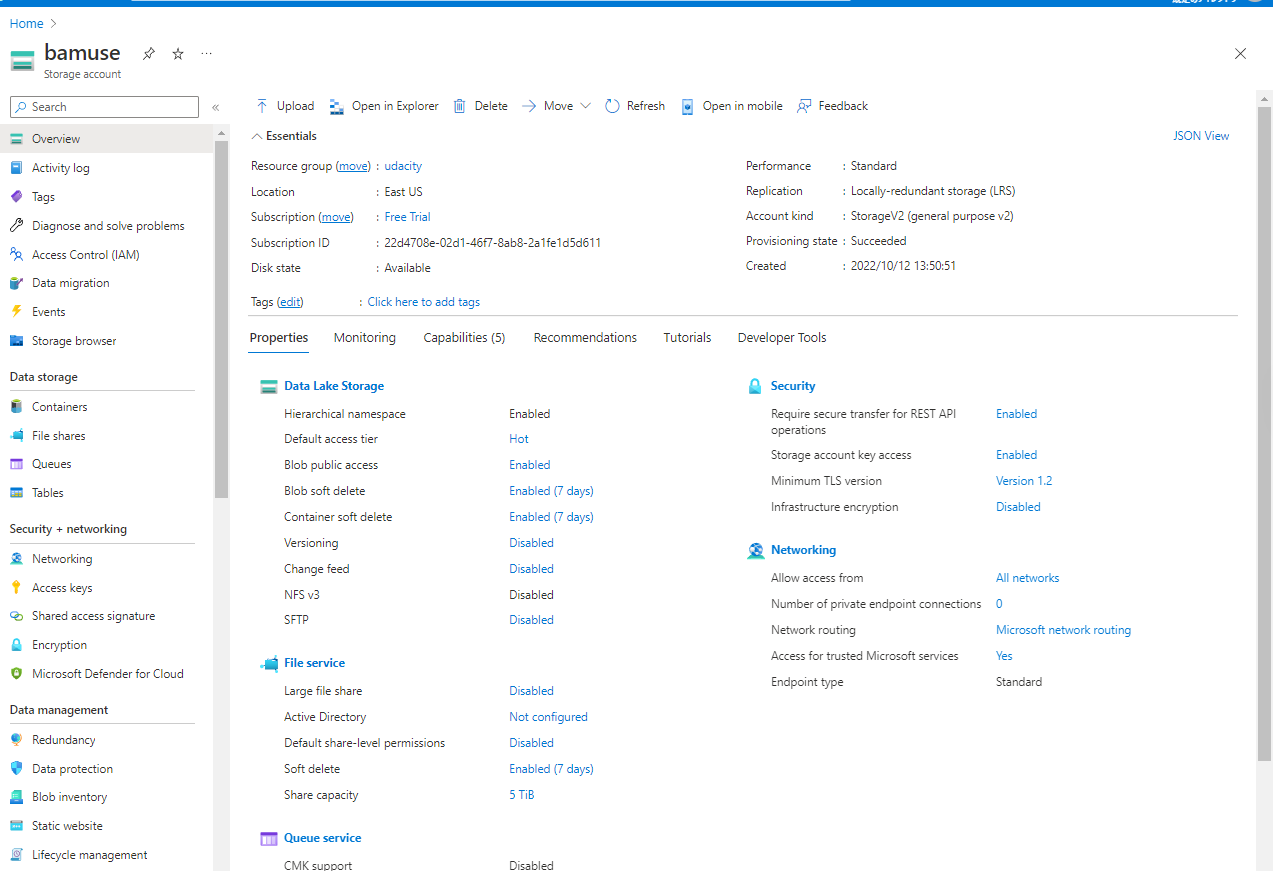 Home
bamuse
Storage account
Search
«
Upload
Open in Explorer
Delete
Move
Refresh
Open in mobile
Feedback
Overview
Activity log
Tags
Diagnose and solve problems
Access Control (IAM)
Data migration
Events
Storage browser
Data storage
Containers
File shares
Queues
Tables
Security + networking
Networking
Access keys
Shared access signature
Encryption
Microsoft Defender for Cloud
Data management
Redundancy
Data protection
Blob inventory
Static website
Lifecycle management
Essentials
JSON View
Resource group (move) : udacity
Location : East US
Subscription (move) : Free Trial
Subscription ID : 22d4708e-02d1-46f7-8ab8-2a1fe1d5d611
Disk state : Available
Performance : Standard
Replication : Locally-redundant storage (LRS)
Account kind : StorageV2 (general purpose v2)
Provisioning state : Succeeded
Created : 2022/10/12 13:50:51
Tags (edit) : Click here to add tags
Properties Monitoring Capabilities (5) Recommendations Tutorials Developer Tools
Data Lake Storage
Hierarchical namespace Enabled
Default access tier Hot
Blob public access Enabled
Blob soft delete Enabled (7 days)
Container soft delete Enabled (7 days)
Versioning Disabled
Change feed Disabled
NFS v3 Disabled
SFTP Disabled
File service
Large file share Disabled
Active Directory Not configured
Default share-level permissions Disabled
Soft delete Enabled (7 days)
Share capacity 5 TiB
Queue service
CMK support Disabled
Security
Require secure transfer for REST API Enabled
operations
Storage account key access Enabled
Minimum TLS version Version 1.2
Infrastructure encryption Disabled
Networking
Allow access from All networks
Number of private endpoint connections 0
Network routing Microsoft network routing
Access for trusted Microsoft services Yes
Endpoint type Standard